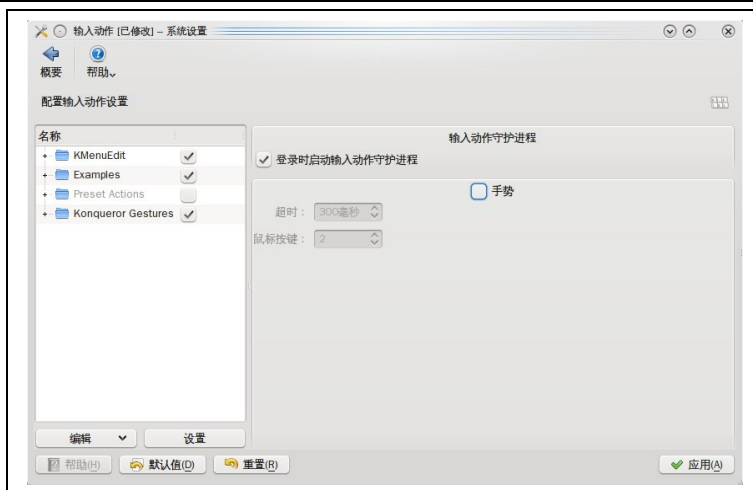 输入动作 [已修改] – 系统设置
概要
帮助
配置输入动作设置
名称
KMenuEdit
Examples
Preset Actions
Konqueror Gestures
编辑
设置
输入动作守护进程
登录时启动输入动作守护进程
手势
超时：
300毫秒
鼠标按键：
2
帮助(H)
默认值(D)
重置(R)
应用(A)